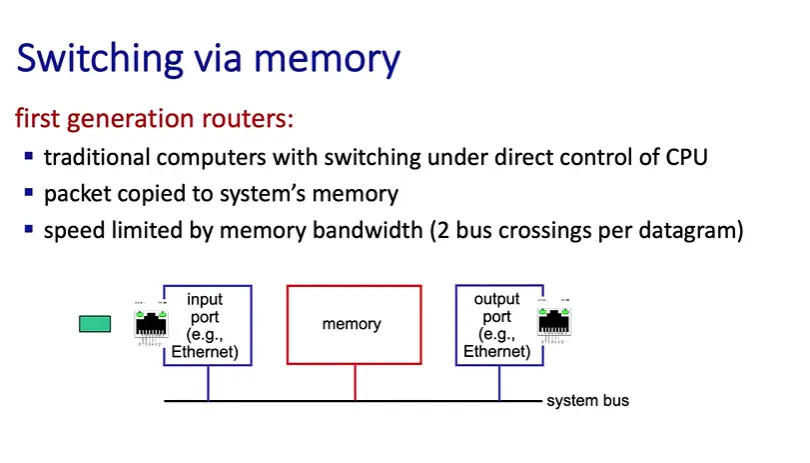 Switching via memory
first generation routers:
traditional computers with switching under direct control of CPU
packet copied to system’s memory
speed limited by memory bandwidth (2 bus crossings per datagram)
input
port
(e.g.,
Ethernet)
memory
output
port
(e.g.,
Ethernet)
system bus